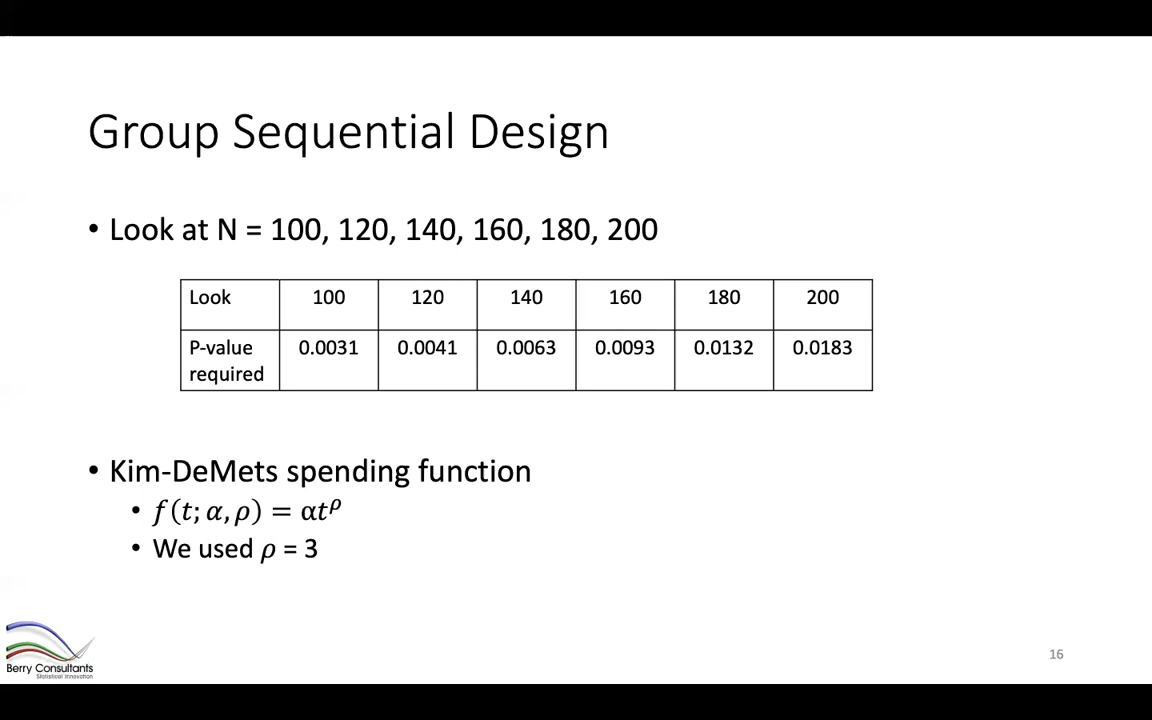 Group Sequential Design
• Look at N = 100, 120, 140, 160, 180, 200
Look 100 120 140 160 180 200
P-value required 0.0031 0.0041 0.0063 0.0093 0.0132 0.0183
• Kim-DeMets spending function
• f(t; α, ρ) = αt^ρ
• We used ρ = 3
Berry Consultants
Statistical Innovation
16